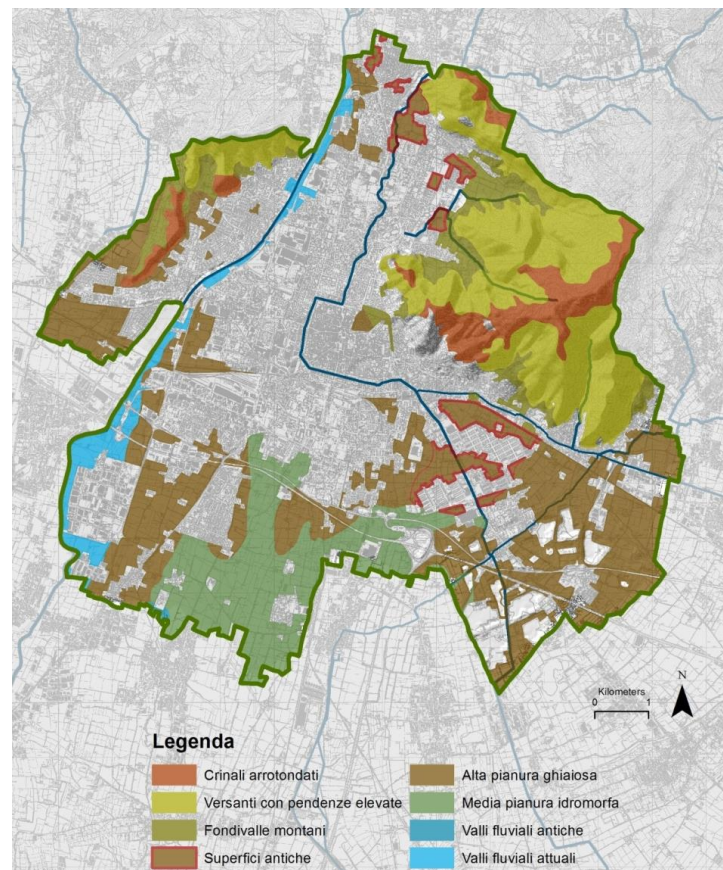 N
Kilometers
0 1
Legenda
Crinali arrotondati
Versanti con pendenze elevate
Fondivalle montani
Superfici antiche
Alta pianura ghiaiosa
Media pianura idromorfa
Valli fluviali antiche
Valli fluviali attuali